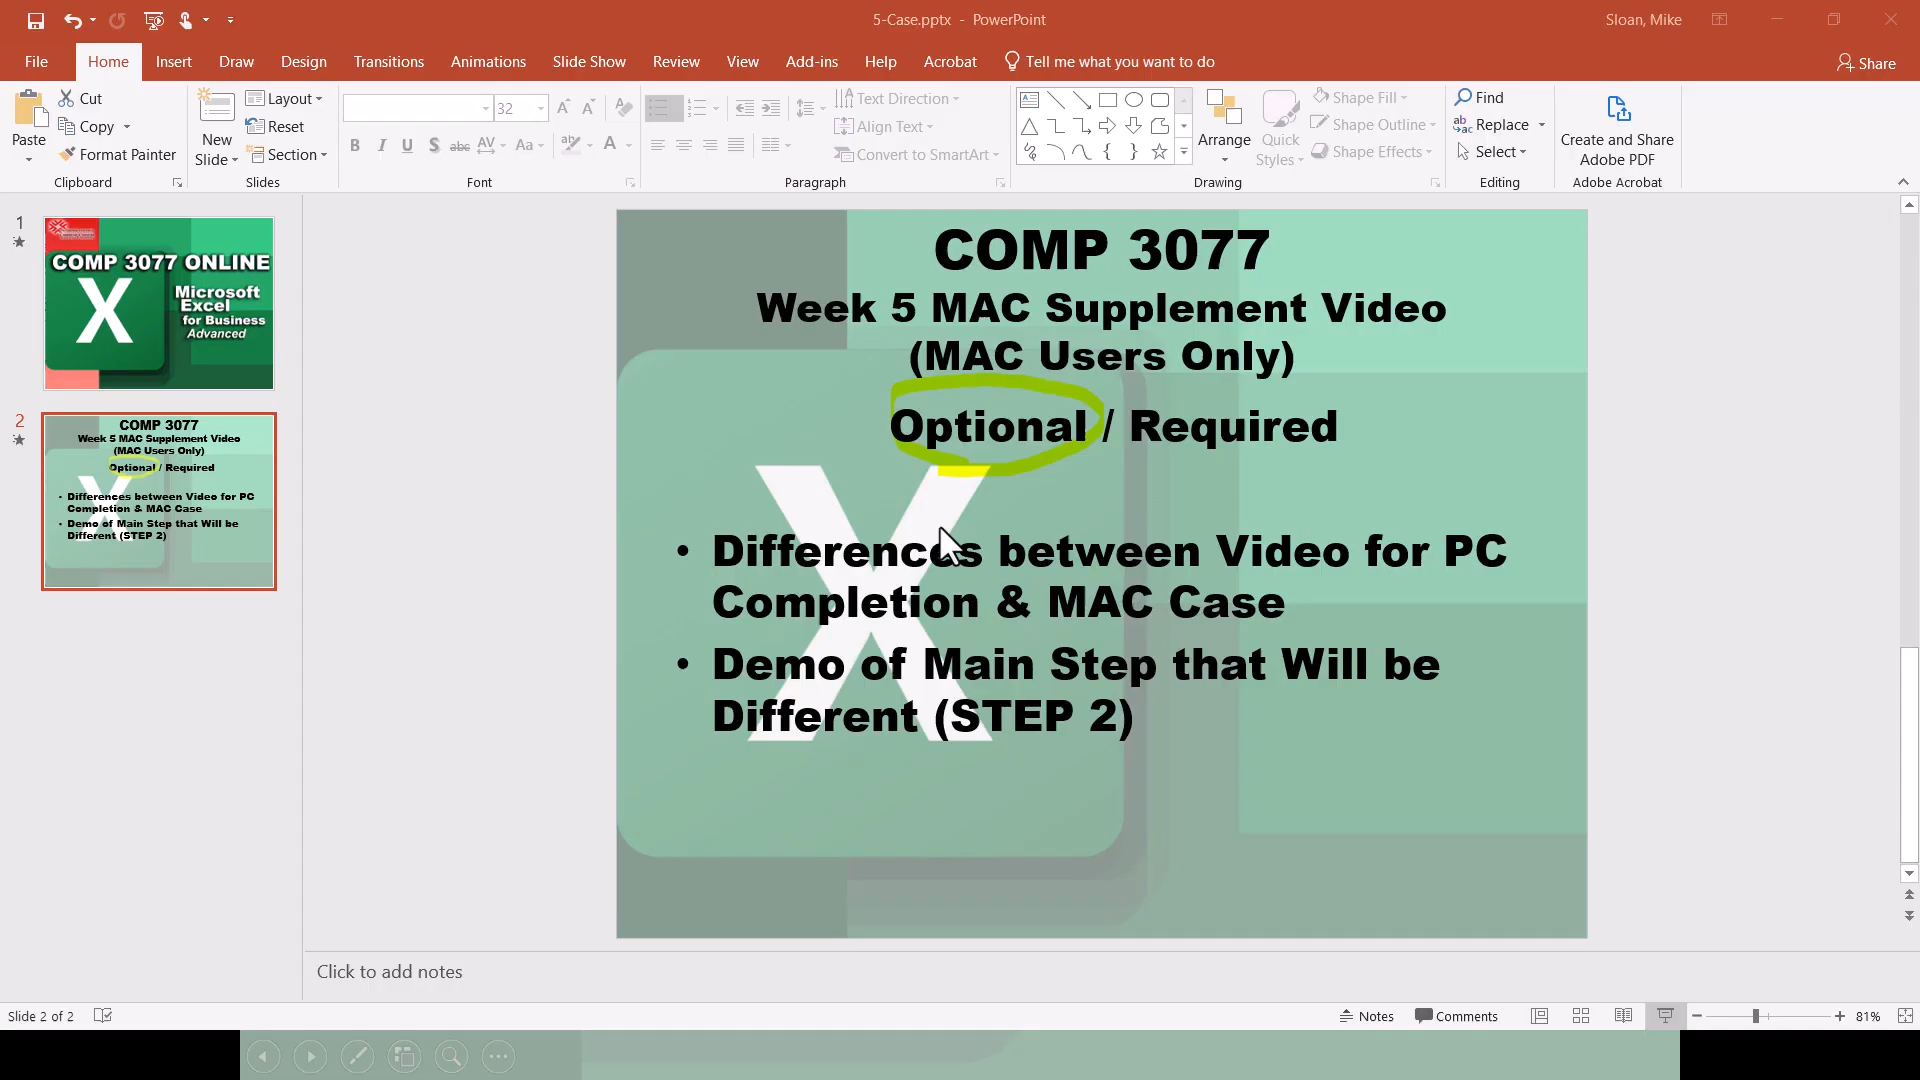 5-Case.pptx - PowerPoint
Sloan, Mike
File Home Insert Draw Design Transitions Animations Slide Show Review View Add-ins Help Acrobat Tell me what you want to do Share
Paste
Cut
Copy
Format Painter
Clipboard
New Slide
Layout
Reset
Section
Slides
32
B I U S abc AV Aa A
Font
Text Direction
Align Text
Convert to SmartArt
Paragraph
Arrange
Quick Styles
Shape Fill
Shape Outline
Shape Effects
Drawing
Find
Replace
Select
Editing
Create and Share
Adobe PDF
Adobe Acrobat
1
COMP 3077 ONLINE
X
Microsoft
Excel
for Business
Advanced
2
COMP 3077
Week 5 MAC Supplement Video
(MAC Users Only)
Optional / Required
• Differences between Video for PC
Completion & MAC Case
• Demo of Main Step that Will be
Different (STEP 2)
COMP 3077
Week 5 MAC Supplement Video
(MAC Users Only)
Optional / Required
• Differences between Video for PC
Completion & MAC Case
• Demo of Main Step that Will be
Different (STEP 2)
Click to add notes
Slide 2 of 2
Notes
Comments
81%